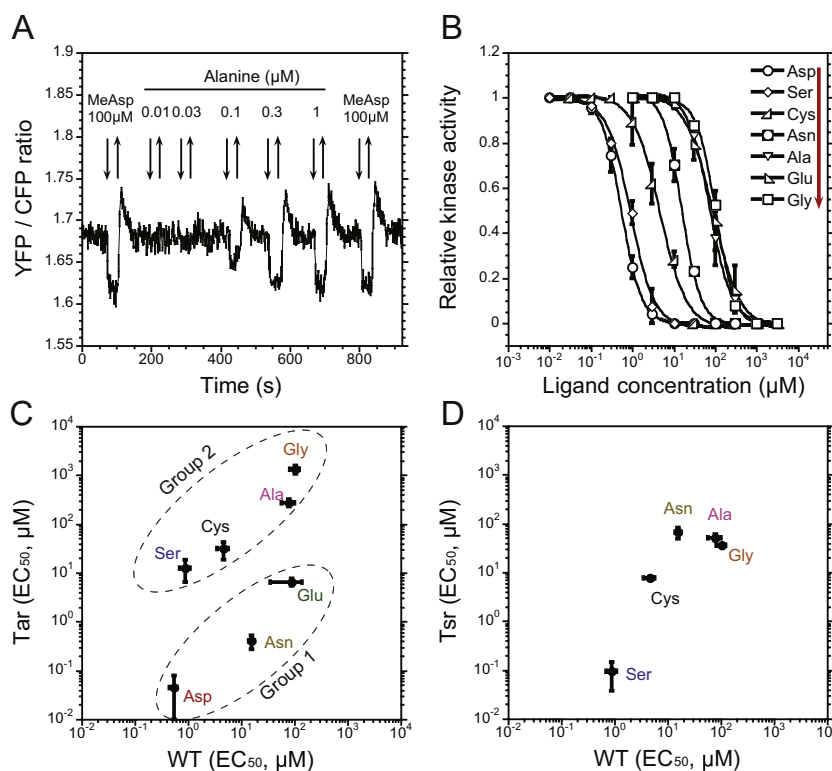 A
1.9
1.85
1.8
1.75
1.7
1.65
1.6
1.55
YFP / CFP ratio
Alanine (µM)
MeAsp
100µM
0.01
0.03
0.1
0.3
1
MeAsp
100µM
0
200
400
600
800
Time (s)
B
1.2
1
0.8
0.6
0.4
0.2
0
Relative kinase activity
Asp
Ser
Cys
Asn
Ala
Glu
Gly
10⁻³
10⁻²
10⁻¹
10⁰
10¹
10²
10³
10⁴
Ligand concentration (µM)
C
10⁴
10³
10²
10¹
10⁰
10⁻¹
10⁻²
Tar (EC₅₀, µM)
Group 2
Gly
Ala
Cys
Ser
Glu
Asn
Asp
Group 1
10⁻²
10⁻¹
10⁰
10¹
10²
10³
WT (EC₅₀, µM)
D
10⁴
10³
10²
10¹
10⁰
10⁻¹
10⁻²
Tsr (EC₅₀, µM)
Asn
Ala
Gly
Cys
Ser
10⁻²
10⁻¹
10⁰
10¹
10²
10³
WT (EC₅₀, µM)